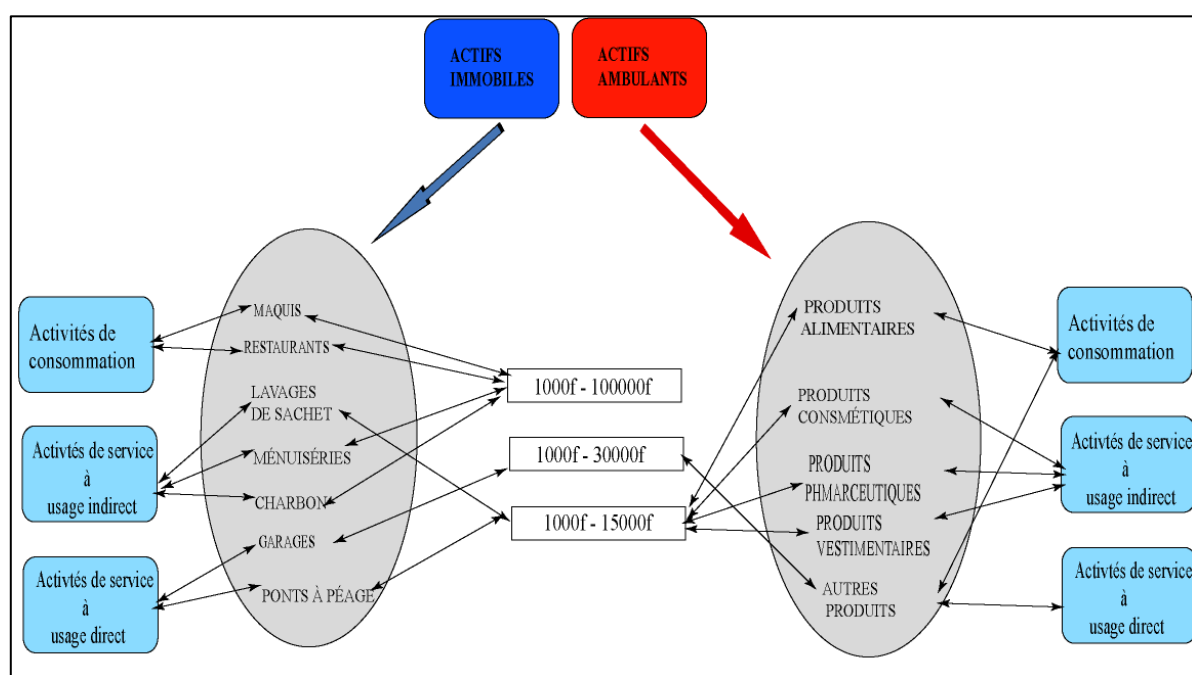 ACTIFS
IMMOBILES
ACTIFS
AMBULANTS
Activités de
consommation
Activtés de service
à
usage indirect
Activtés de service
à
usage direct
MAQUIS
RESTAURANTS
LAVAGES
DE SACHET
MÉNUISÉRIES
CHARBON
GARAGES
PONTS À PÉAGE
1000f - 100000f
1000f - 30000f
1000f - 15000f
PRODUITS
ALIMENTAIRES
PRODUITS
CONSMÉTIQUES
PRODUITS
PHMARCEUTIQUES
PRODUITS
VESTIMENTAIRES
AUTRES
PRODUITS
Activités de
consommation
Activtés de service
à
usage indirect
Activtés de service
à
usage direct